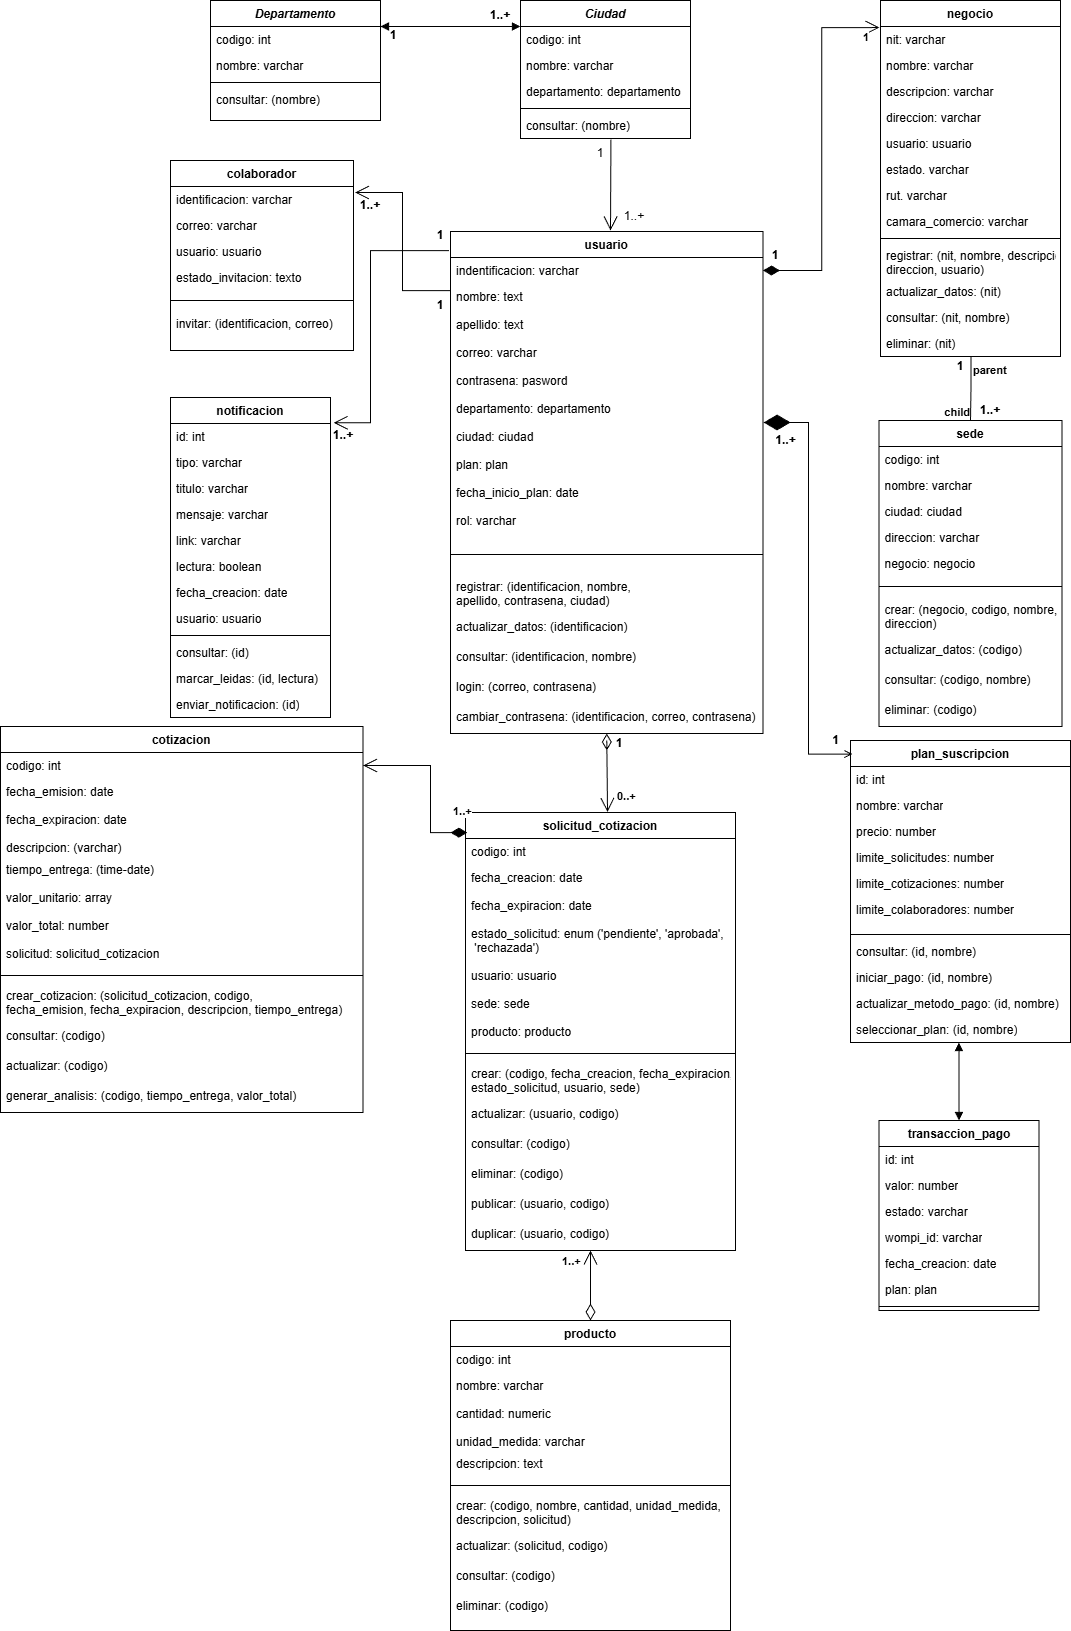 Departamento
codigo: int
nombre: varchar
consultar: (nombre)
1
1..+
Ciudad
codigo: int
nombre: varchar
departamento: departamento
consultar: (nombre)
1
1..+
negocio
nit: varchar
nombre: varchar
descripcion: varchar
direccion: varchar
usuario: usuario
estado. varchar
rut. varchar
camara_comercio: varchar
registrar: (nit, nombre, descripci
direccion, usuario)
actualizar_datos: (nit)
consultar: (nit, nombre)
eliminar: (nit)
1
1
parent
child
1..+
colaborador
identificacion: varchar
correo: varchar
usuario: usuario
estado_invitacion: texto
invitar: (identificacion, correo)
1..+
1
1
1
usuario
indentificacion: varchar
nombre: text
apellido: text
correo: varchar
contrasena: pasword
departamento: departamento
ciudad: ciudad
plan: plan
fecha_inicio_plan: date
rol: varchar
registrar: (identificacion, nombre,
apellido, contrasena, ciudad)
actualizar_datos: (identificacion)
consultar: (identificacion, nombre)
login: (correo, contrasena)
cambiar_contrasena: (identificacion, correo, contrasena)
1..+
1
0..+
notificacion
id: int
tipo: varchar
titulo: varchar
mensaje: varchar
link: varchar
lectura: boolean
fecha_creacion: date
usuario: usuario
consultar: (id)
marcar_leidas: (id, lectura)
enviar_notificacion: (id)
1..+
sede
codigo: int
nombre: varchar
ciudad: ciudad
direccion: varchar
negocio: negocio
crear: (negocio, codigo, nombre,
direccion)
actualizar_datos: (codigo)
consultar: (codigo, nombre)
eliminar: (codigo)
cotizacion
codigo: int
fecha_emision: date
fecha_expiracion: date
descripcion: (varchar)
tiempo_entrega: (time-date)
valor_unitario: array
valor_total: number
solicitud: solicitud_cotizacion
crear_cotizacion: (solicitud_cotizacion, codigo,
fecha_emision, fecha_expiracion, descripcion, tiempo_entrega)
consultar: (codigo)
actualizar: (codigo)
generar_analisis: (codigo, tiempo_entrega, valor_total)
1..+
solicitud_cotizacion
codigo: int
fecha_creacion: date
fecha_expiracion: date
estado_solicitud: enum ('pendiente', 'aprobada',
'rechazada')
usuario: usuario
sede: sede
producto: producto
crear: (codigo, fecha_creacion, fecha_expiracion
estado_solicitud, usuario, sede)
actualizar: (usuario, codigo)
consultar: (codigo)
eliminar: (codigo)
publicar: (usuario, codigo)
duplicar: (usuario, codigo)
1..+
1
plan_suscripcion
id: int
nombre: varchar
precio: number
limite_solicitudes: number
limite_cotizaciones: number
limite_colaboradores: number
consultar: (id, nombre)
iniciar_pago: (id, nombre)
actualizar_metodo_pago: (id, nombre)
seleccionar_plan: (id, nombre)
transaccion_pago
id: int
valor: number
estado: varchar
wompi_id: varchar
fecha_creacion: date
plan: plan
producto
codigo: int
nombre: varchar
cantidad: numeric
unidad_medida: varchar
descripcion: text
crear: (codigo, nombre, cantidad, unidad_medida,
descripcion, solicitud)
actualizar: (solicitud, codigo)
consultar: (codigo)
eliminar: (codigo)